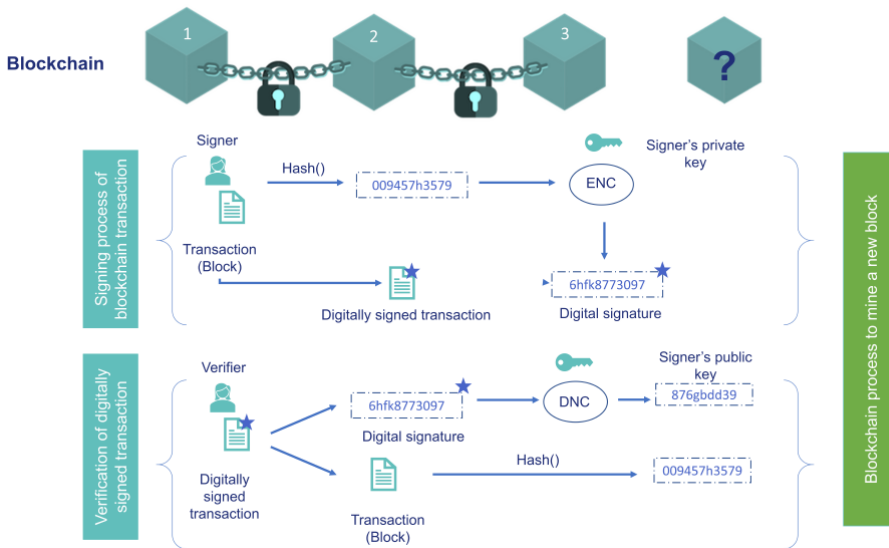 1
2
3
?
Blockchain
Signing process of
blockchain transaction
Signer
Hash()
009457h3579
ENC
Signer's private
key
Transaction
(Block)
Digitally signed transaction
6hfk8773097
Digital signature
Verification of digitally
signed transaction
Verifier
Digitally
signed
transaction
6hfk8773097
Digital signature
DNC
Signer's public
key
876gbdd39
Transaction
(Block)
Hash()
009457h3579
Blockchain process to mine a new block